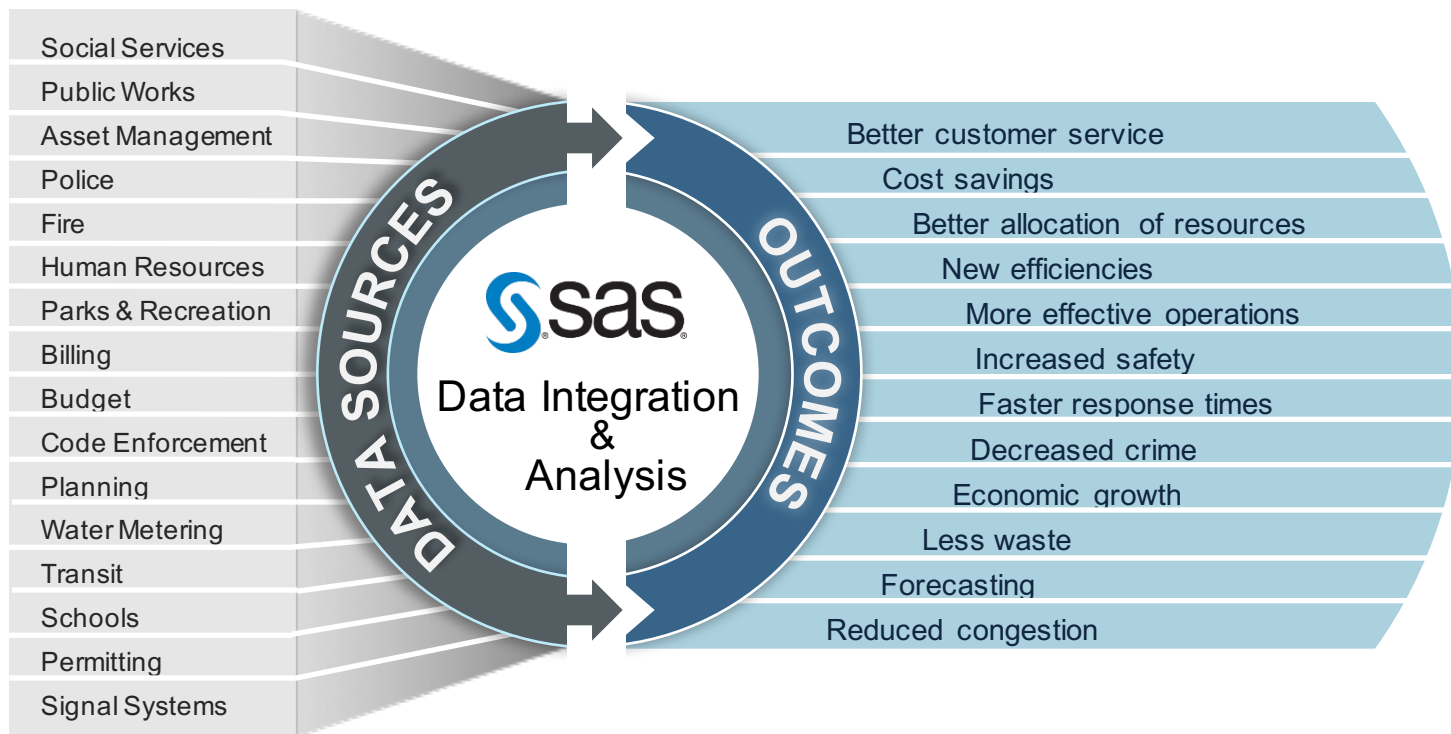 Social Services
Public Works
Asset Management
Police
Fire
Human Resources
Parks & Recreation
Billing
Budget
Code Enforcement
Planning
Water Metering
Transit
Schools
Permitting
Signal Systems
DATA SOURCES
sas
Data Integration
&
Analysis
OUTCOMES
Better customer service
Cost savings
Better allocation of resources
New efficiencies
More effective operations
Increased safety
Faster response times
Decreased crime
Economic growth
Less waste
Forecasting
Reduced congestion